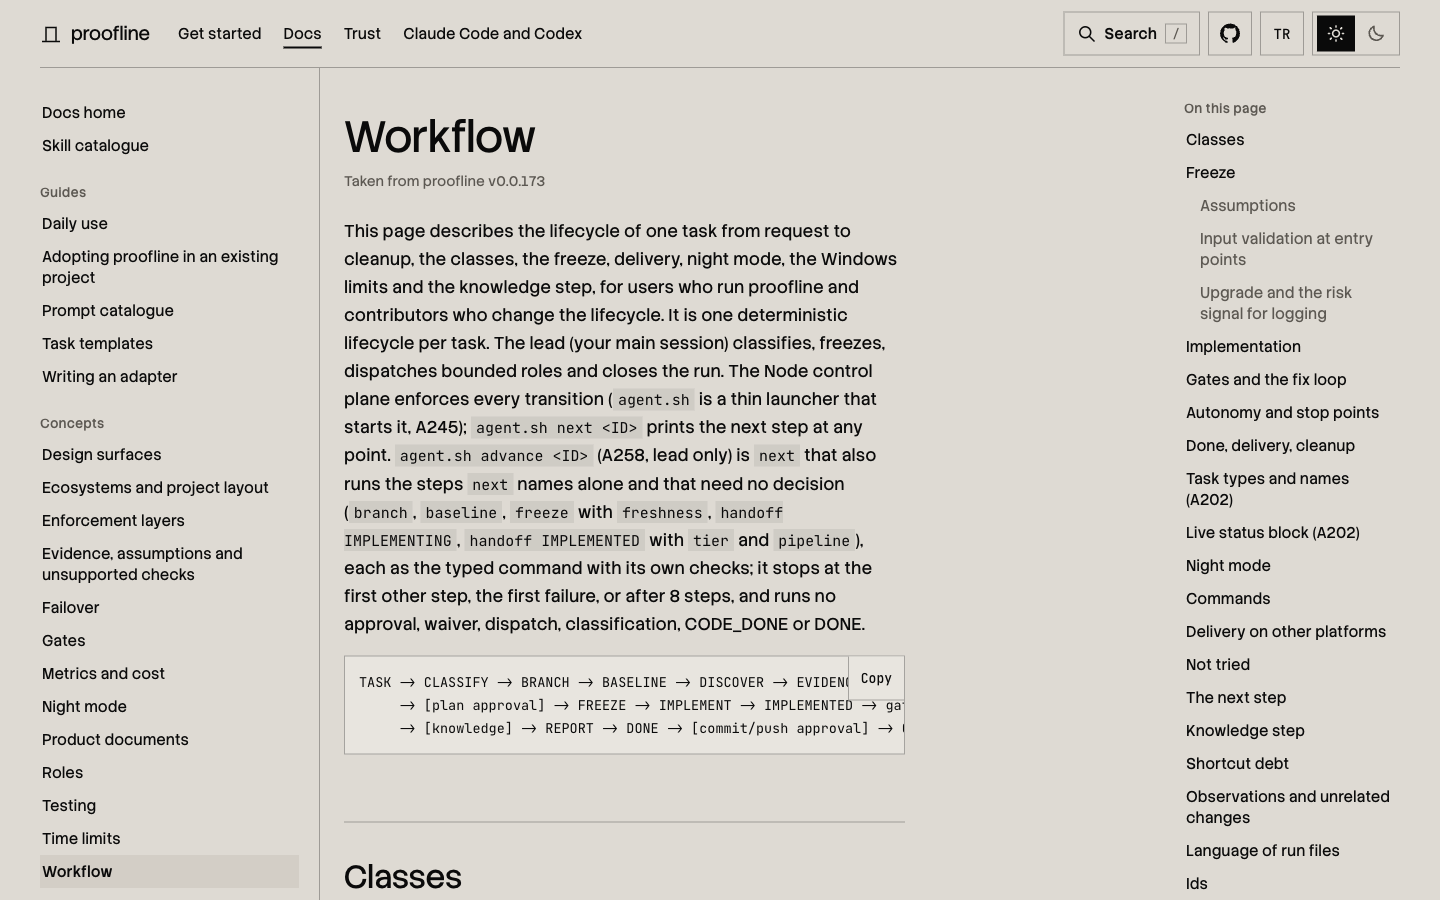 proofline
Get started
Docs
Trust
Claude Code and Codex
Search /
TR
Docs home
Skill catalogue
Guides
Daily use
Adopting proofline in an existing
project
Prompt catalogue
Task templates
Writing an adapter
Concepts
Design surfaces
Ecosystems and project layout
Enforcement layers
Evidence, assumptions and
unsupported checks
Failover
Gates
Metrics and cost
Night mode
Product documents
Roles
Testing
Time limits
Workflow
Workflow
Taken from proofline v0.0.173
This page describes the lifecycle of one task from request to
cleanup, the classes, the freeze, delivery, night mode, the Windows
limits and the knowledge step, for users who run proofline and
contributors who change the lifecycle. It is one deterministic
lifecycle per task. The lead (your main session) classifies, freezes,
dispatches bounded roles and closes the run. The Node control
plane enforces every transition (agent.sh is a thin launcher that
starts it, A245); agent.sh next <ID> prints the next step at any
point. agent.sh advance <ID> (A258, lead only) is next that also
runs the steps next names alone and that need no decision
(branch, baseline, freeze with freshness, handoff
IMPLEMENTING, handoff IMPLEMENTED with tier and pipeline),
each as the typed command with its own checks; it stops at the
first other step, the first failure, or after 8 steps, and runs no
approval, waiver, dispatch, classification, CODE_DONE or DONE.
Copy
TASK → CLASSIFY → BRANCH → BASELINE → DISCOVER → EVIDENC
→ [plan approval] → FREEZE → IMPLEMENT → IMPLEMENTED → ga
→ [knowledge] → REPORT → DONE → [commit/push approval] →
Classes
On this page
Classes
Freeze
Assumptions
Input validation at entry
points
Upgrade and the risk
signal for logging
Implementation
Gates and the fix loop
Autonomy and stop points
Done, delivery, cleanup
Task types and names
(A202)
Live status block (A202)
Night mode
Commands
Delivery on other platforms
Not tried
The next step
Knowledge step
Shortcut debt
Observations and unrelated
changes
Language of run files
Ids